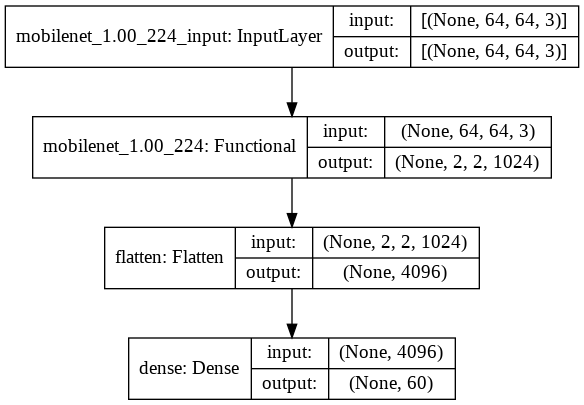 mobilenet_1.00_224_input: InputLayer
input: [(None, 64, 64, 3)]
output: [(None, 64, 64, 3)]
mobilenet_1.00_224: Functional
input: (None, 64, 64, 3)
output: (None, 2, 2, 1024)
flatten: Flatten
input: (None, 2, 2, 1024)
output: (None, 4096)
dense: Dense
input: (None, 4096)
output: (None, 60)